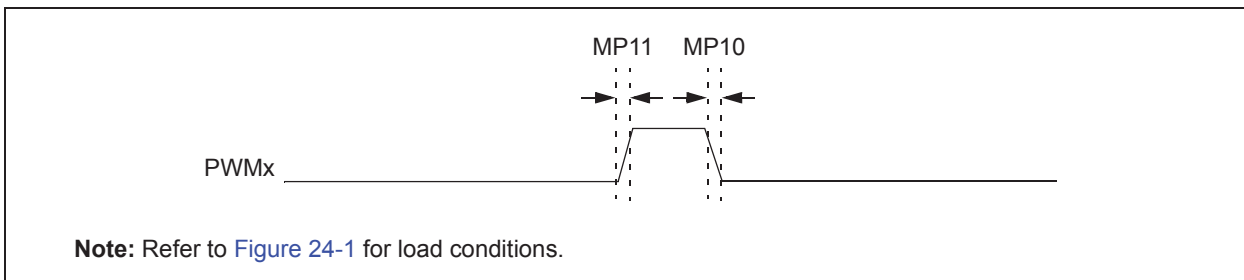 MP11 MP10
PWMx
Note: Refer to Figure 24-1 for load conditions.